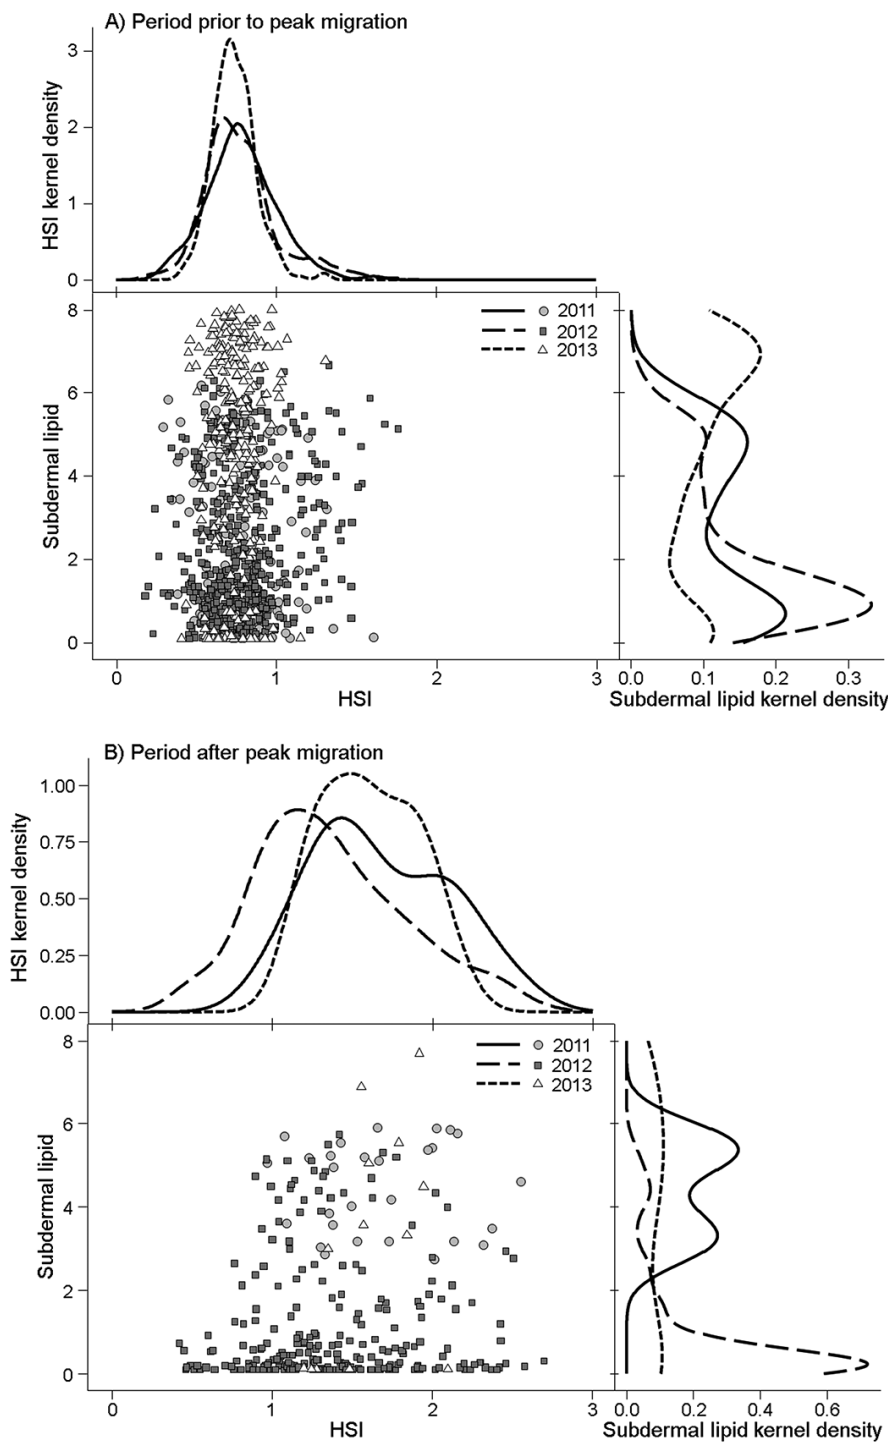 A) Period prior to peak migration
HSI kernel density
3
2
1
0
Subdermal lipid
8
6
4
2
0
2011
2012
2013
0 1 2 3
HSI
0.0 0.1 0.2 0.3
Subdermal lipid kernel density
B) Period after peak migration
HSI kernel density
1.00
0.75
0.50
0.25
0.00
Subdermal lipid
8
6
4
2
0
2011
2012
2013
0 1 2 3
HSI
0.0 0.2 0.4 0.6
Subdermal lipid kernel density